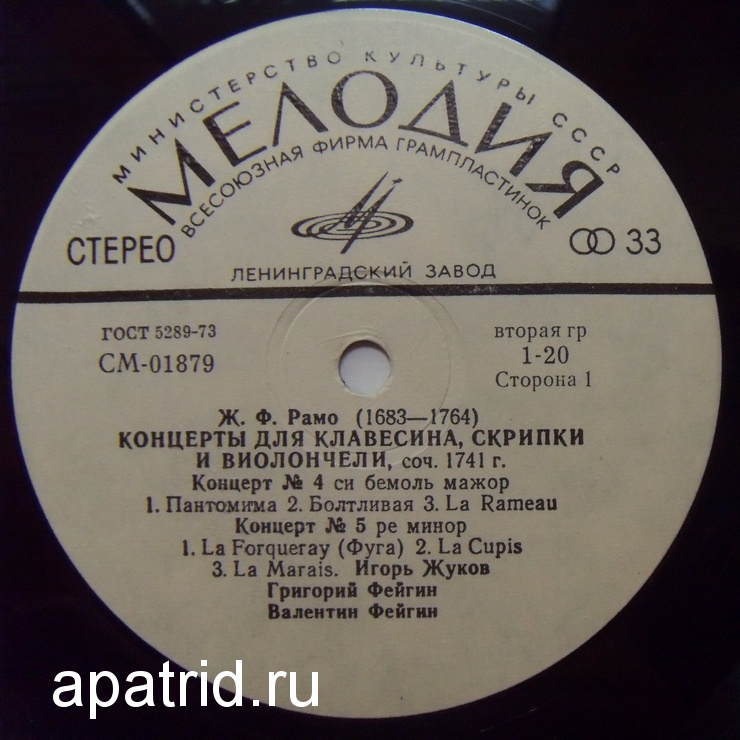 МИНИСТЕРСТВО КУЛЬТУРЫ СССР
МЕЛОДИЯ
ВСЕСОЮЗНАЯ ФИРМА ГРАМПЛАСТИНОК
СТЕРЕО
33
ЛЕНИНГРАДСКИЙ ЗАВОД
ГОСТ 5289-73
СМ-01879
вторая гр
1-20
Сторона 1
Ж. Ф. Рамо (1683—1764)
КОНЦЕРТЫ ДЛЯ КЛАВЕСИНА, СКРИПКИ
И ВИОЛОНЧЕЛИ, соч. 1741 г.
Концерт № 4 си бемоль мажор
1. Пантомима 2. Болтливая 3. La Rameau
Концерт № 5 ре минор
1. La Forqueray (Фуга) 2. La Cupis
3. La Marais. Игорь Жуков
Григорий Фейгин
Валентин Фейгин
apatrid.ru